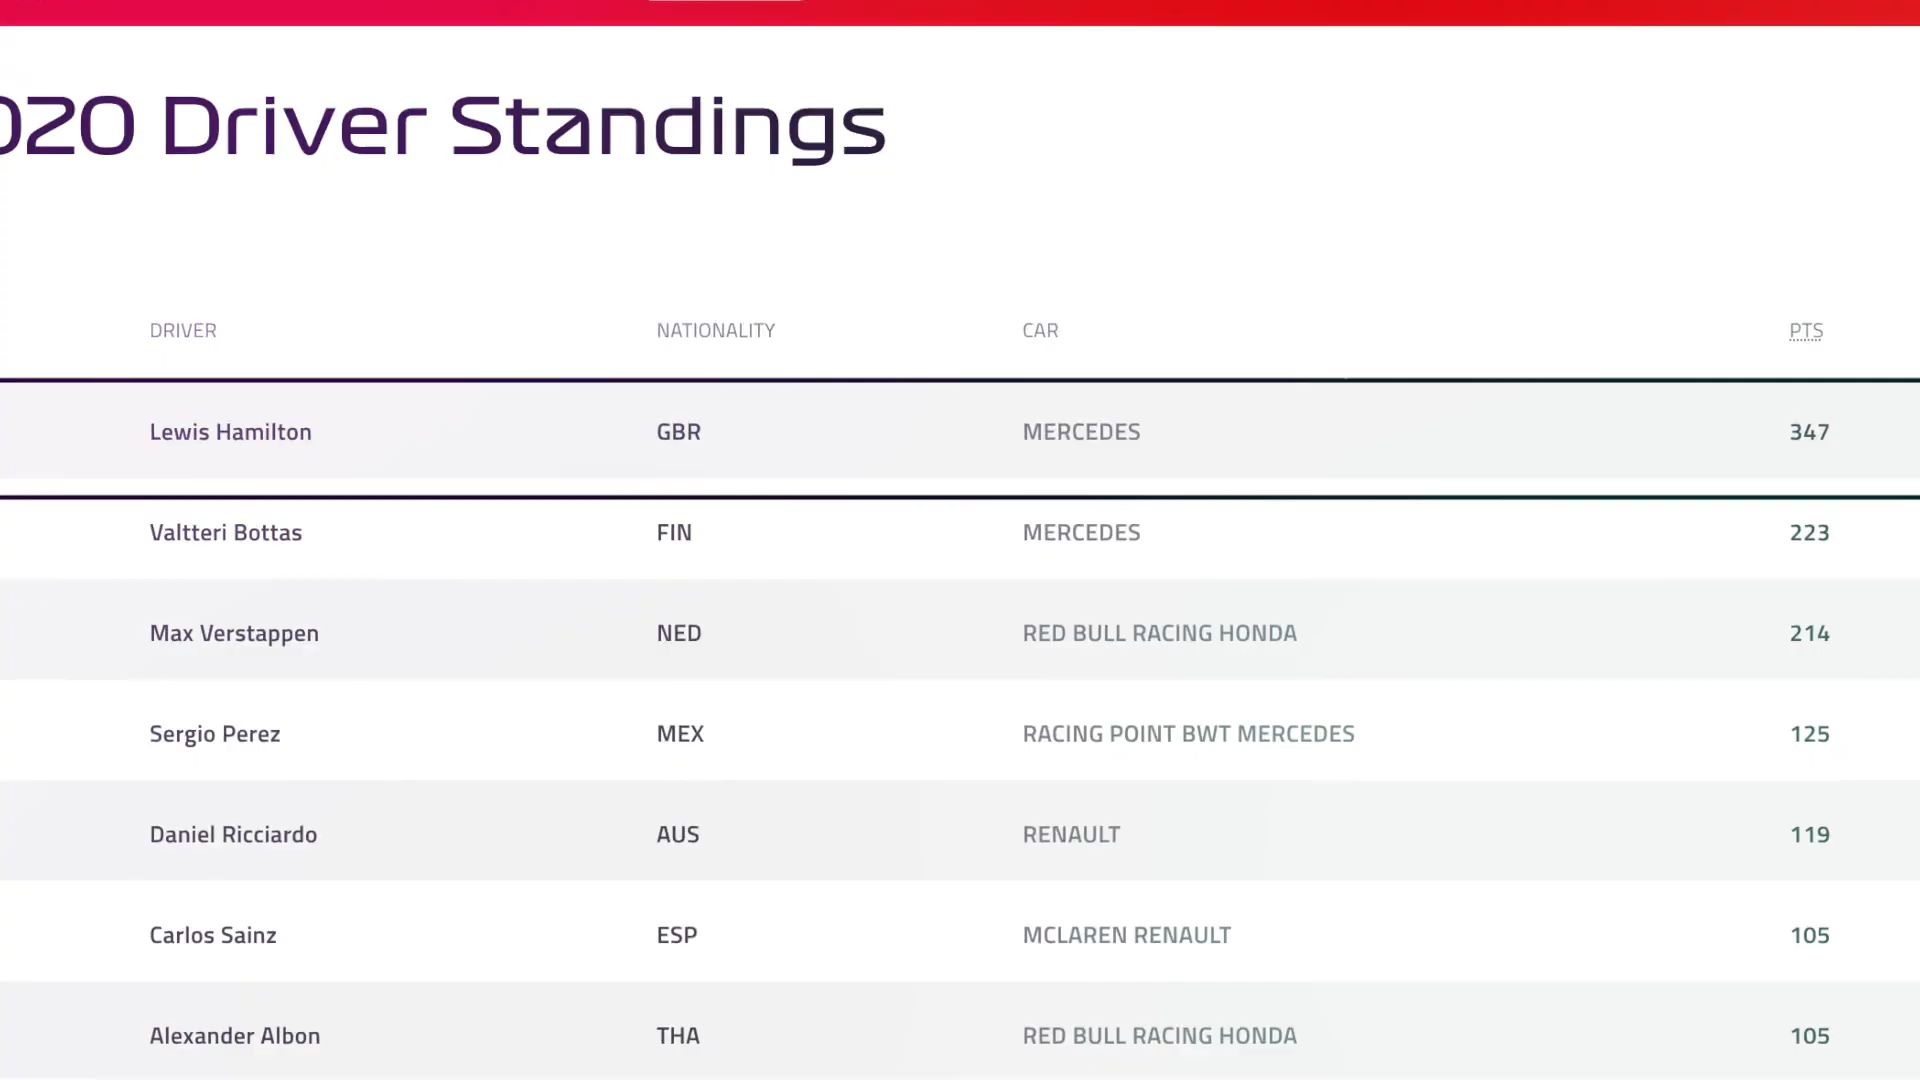 020 Driver Standings
DRIVER NATIONALITY CAR PTS
Lewis Hamilton GBR MERCEDES 347
Valtteri Bottas FIN MERCEDES 223
Max Verstappen NED RED BULL RACING HONDA 214
Sergio Perez MEX RACING POINT BWT MERCEDES 125
Daniel Ricciardo AUS RENAULT 119
Carlos Sainz ESP MCLAREN RENAULT 105
Alexander Albon THA RED BULL RACING HONDA 105